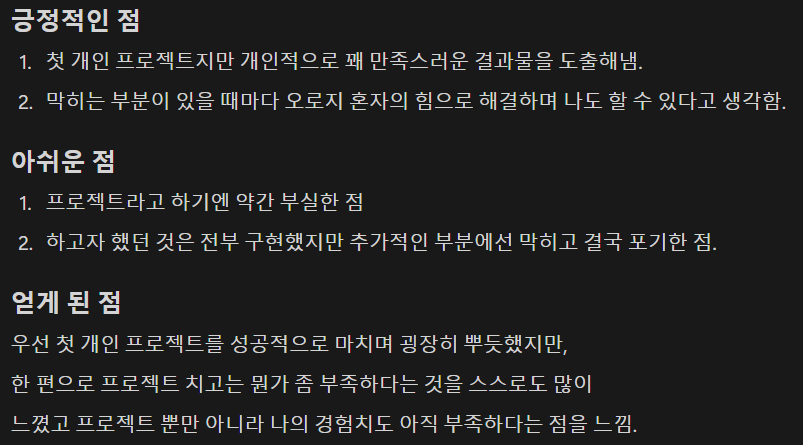 긍정적인 점
1. 첫 개인 프로젝트지만 개인적으로 꽤 만족스러운 결과물을 도출해냄.
2. 막히는 부분이 있을 때마다 오로지 혼자의 힘으로 해결하며 나도 할 수 있다고 생각함.
아쉬운 점
1. 프로젝트라고 하기엔 약간 부실한 점
2. 하고자 했던 것은 전부 구현했지만 추가적인 부분에선 막히고 결국 포기한 점.
얻게 된 점
우선 첫 개인 프로젝트를 성공적으로 마치며 굉장히 뿌듯했지만,
한 편으로 프로젝트 치고는 뭔가 좀 부족하다는 것을 스스로도 많이
느꼈고 프로젝트 뿐만 아니라 나의 경험치도 아직 부족하다는 점을 느낌.